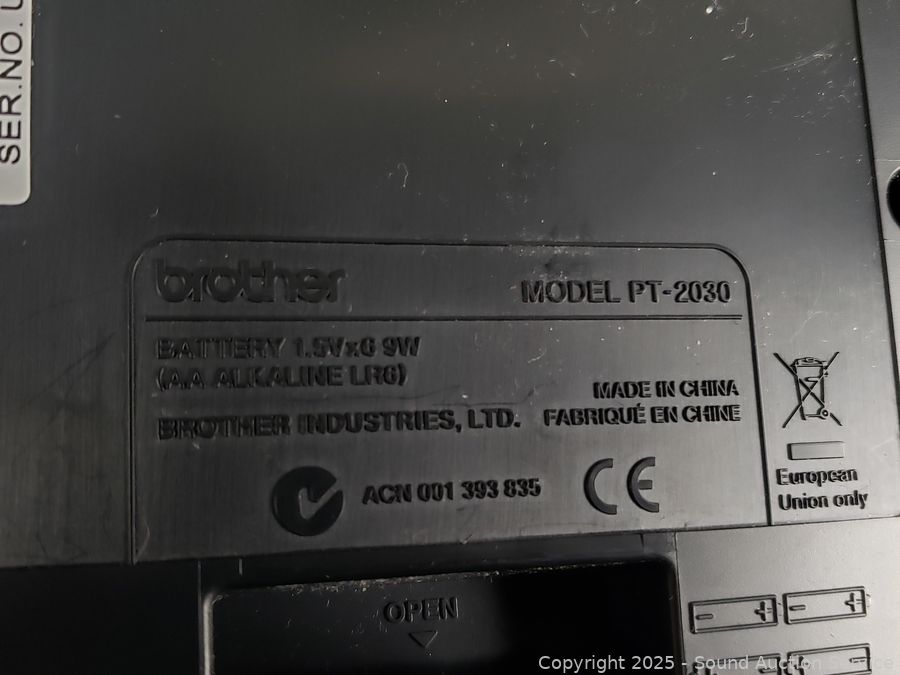 SER.NO.
brother
MODEL PT-2030
BATTERY 1.5Vx6 9W
(AA ALKALINE LR6)
MADE IN CHINA
BROTHER INDUSTRIES, LTD.
FABRIQUÉ EN CHINE
ACN 001 393 835
CE
European
Union only
OPEN
- +
- +
Copyright 2025 - Sound Auction Service